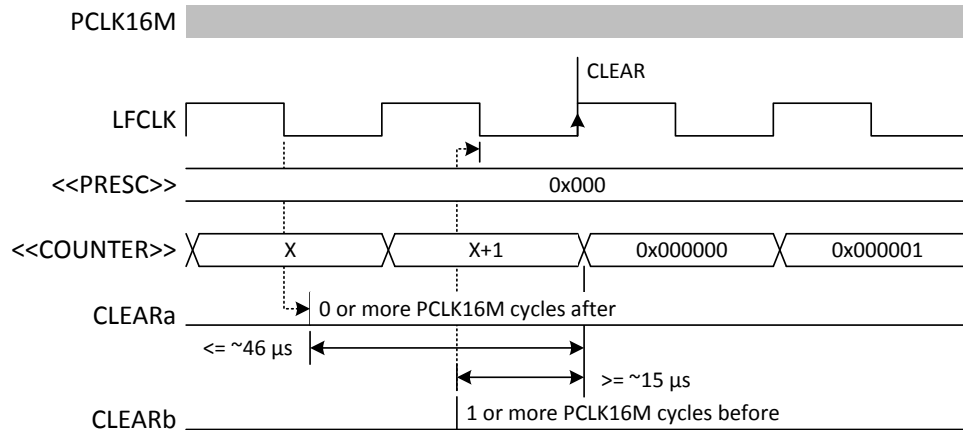 PCLK16M
CLEAR
LFCLK
<<PRESC>> 0x000
<<COUNTER>> X X+1 0x000000 0x000001
CLEARa 0 or more PCLK16M cycles after
<= ~46 µs
>= ~15 µs
CLEARb 1 or more PCLK16M cycles before